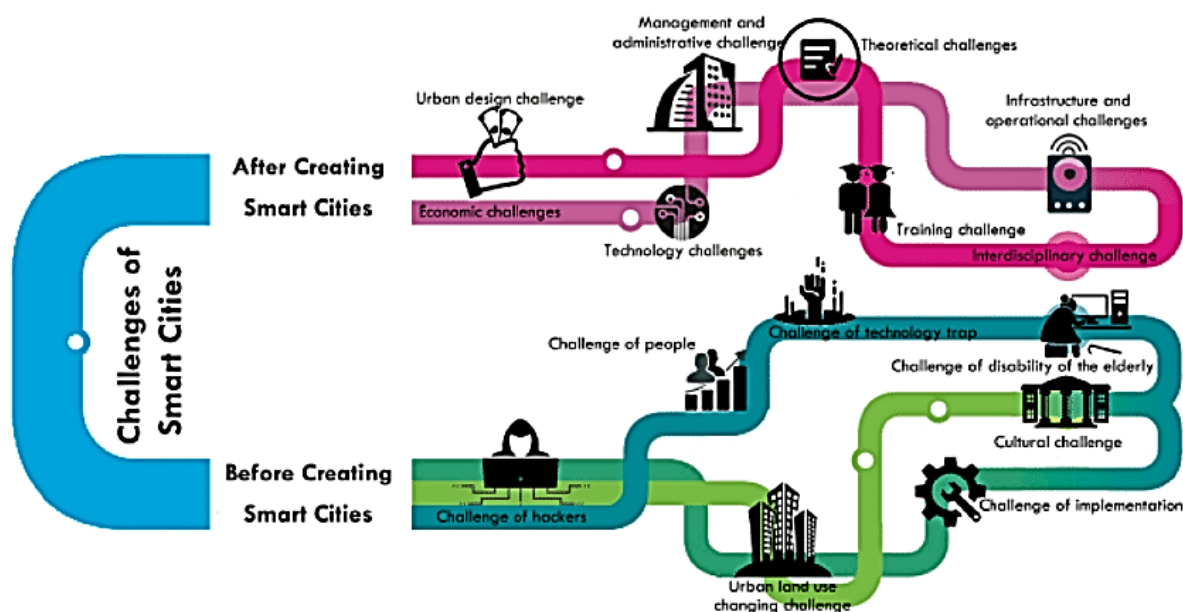 Challenges of
Smart Cities
After Creating
Smart Cities
Urban design challenge
Economic challenges
Management and
administrative challenge
Technology challenges
Theoretical challenges
Training challenge
Infrastructure and
operational challenges
Interdisciplinary challenge
Before Creating
Smart Cities
Challenge of hackers
Challenge of people
Challenge of technology trap
Challenge of disability of the elderly
Cultural challenge
Challenge of implementation
Urban land use
changing challenge